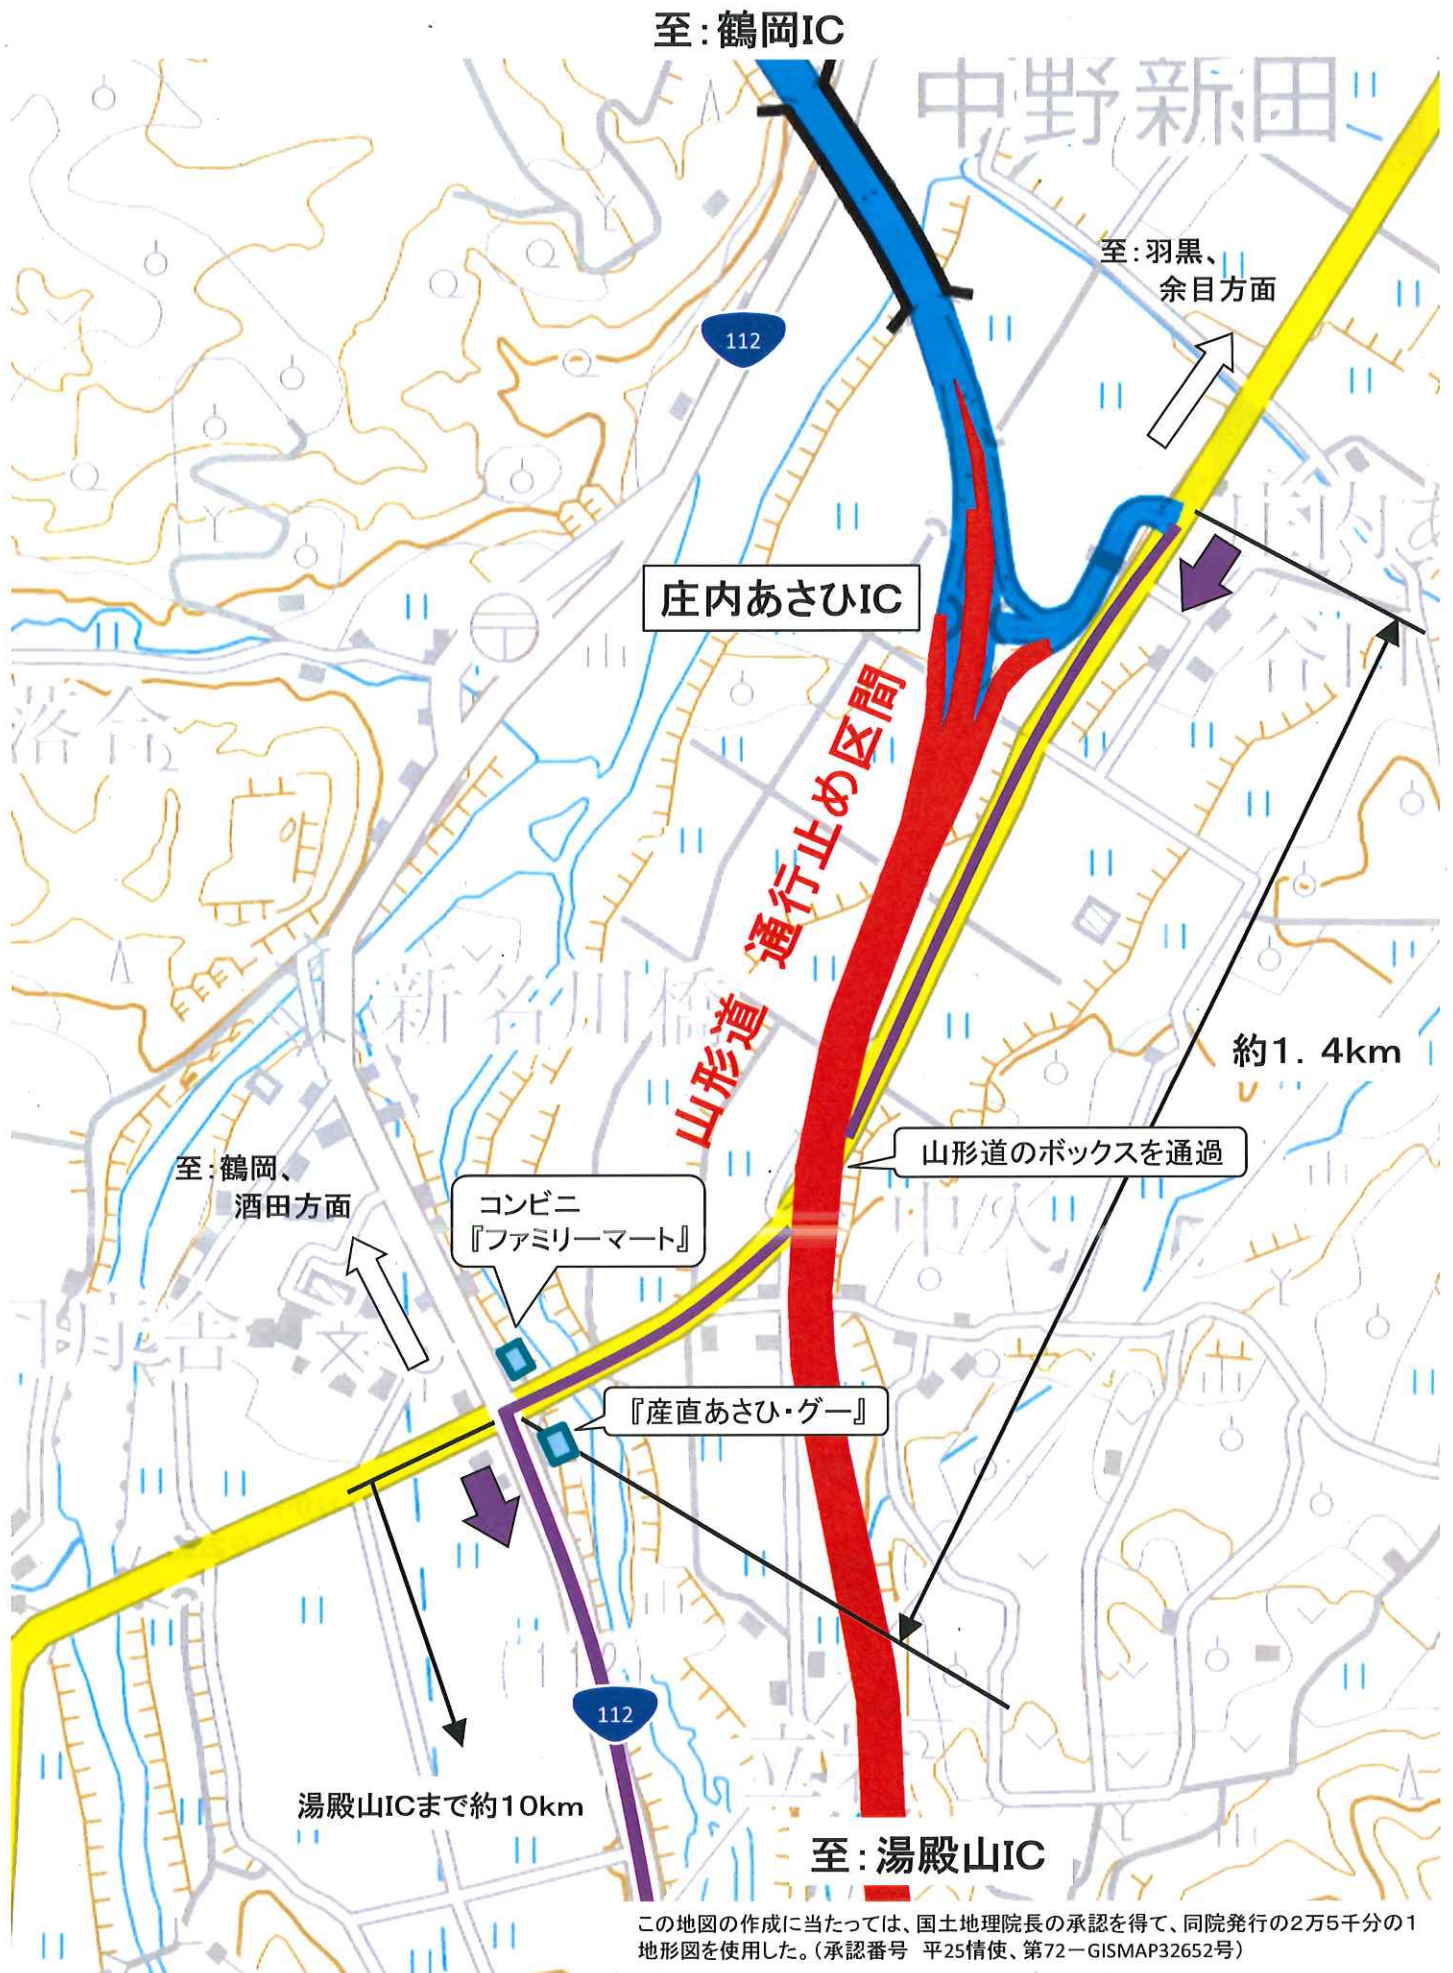 至:鶴岡IC
中野新田
至:羽黒、
余目方面
112
庄内あさひIC
落合
山形道 通行止め区間
新名川橋
約1. 4km
山形道のボックスを通過
至:鶴岡、
酒田方面
コンビニ
『ファミリーマート』
『産直あさひ・グー』
112
112
湯殿山ICまで約10km
至:湯殿山IC
この地図の作成に当たっては、国土地理院長の承認を得て、同院発行の2万5千分の1
地形図を使用した。(承認番号 平25情使、第72-GISMAP32652号)